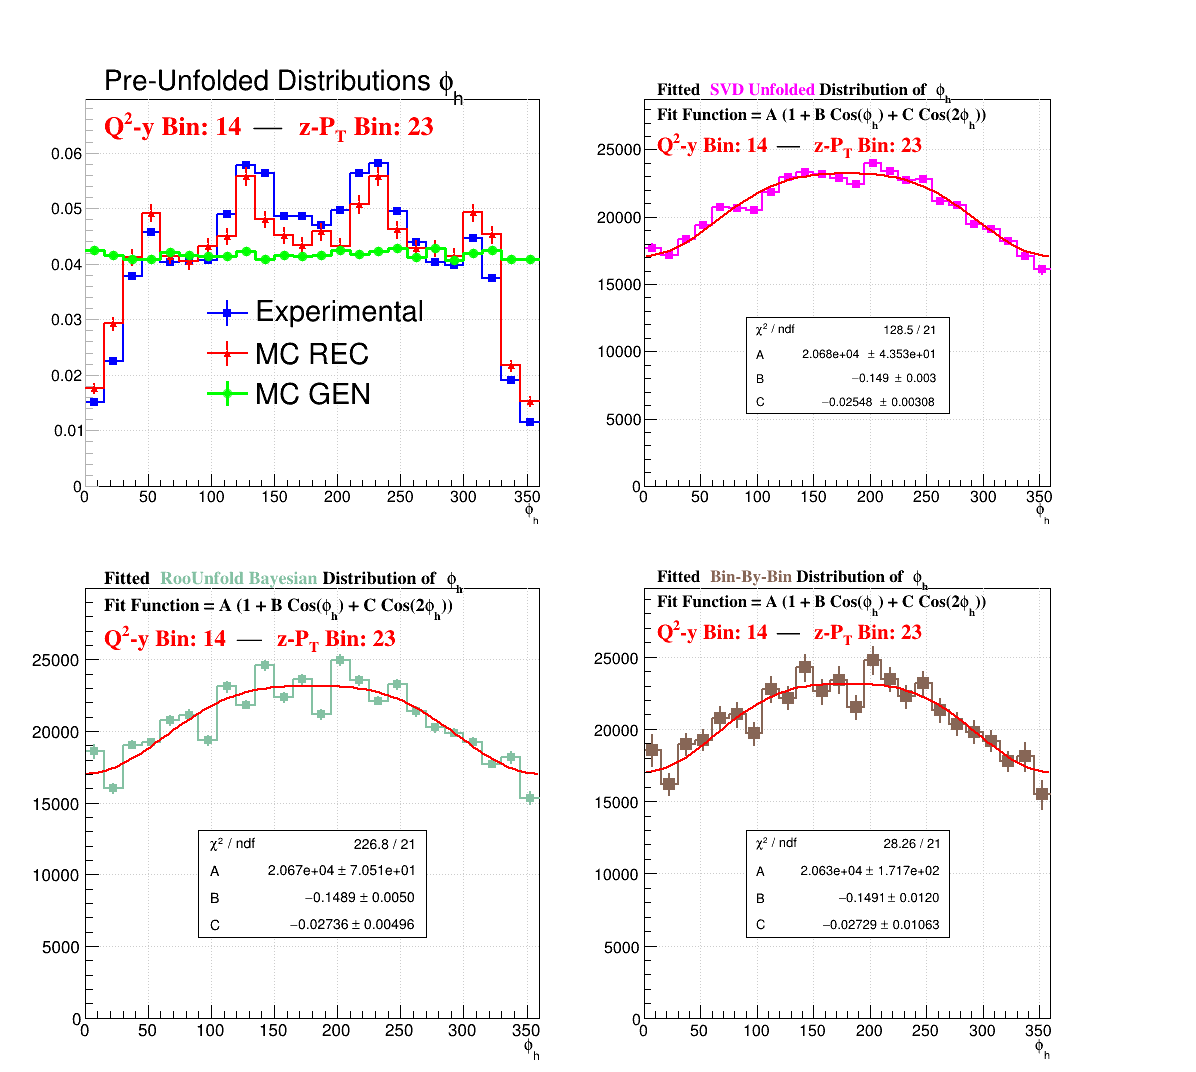 Pre-Unfolded Distributions ϕh
Q²-y Bin: 14 — z-PT Bin: 23
0.06
0.05
0.04
0.03
0.02
0.01
0
Experimental
MC REC
MC GEN
0 50 100 150 200 250 300 350
ϕh
Fitted SVD Unfolded Distribution of ϕh
Fit Function = A (1 + B Cos(ϕh) + C Cos(2ϕh))
Q²-y Bin: 14 — z-PT Bin: 23
25000
20000
15000
10000
5000
0
χ² / ndf 128.5 / 21
A 2.068e+04 ± 4.353e+01
B −0.149 ± 0.003
C −0.02548 ± 0.00308
0 50 100 150 200 250 300 350
ϕh
Fitted RooUnfold Bayesian Distribution of ϕh
Fit Function = A (1 + B Cos(ϕh) + C Cos(2ϕh))
Q²-y Bin: 14 — z-PT Bin: 23
25000
20000
15000
10000
5000
0
χ² / ndf 226.8 / 21
A 2.067e+04 ± 7.051e+01
B −0.1489 ± 0.0050
C −0.02736 ± 0.00496
0 50 100 150 200 250 300 350
ϕh
Fitted Bin-By-Bin Distribution of ϕh
Fit Function = A (1 + B Cos(ϕh) + C Cos(2ϕh))
Q²-y Bin: 14 — z-PT Bin: 23
25000
20000
15000
10000
5000
0
χ² / ndf 28.26 / 21
A 2.063e+04 ± 1.717e+02
B −0.1491 ± 0.0120
C −0.02729 ± 0.01063
0 50 100 150 200 250 300 350
ϕh